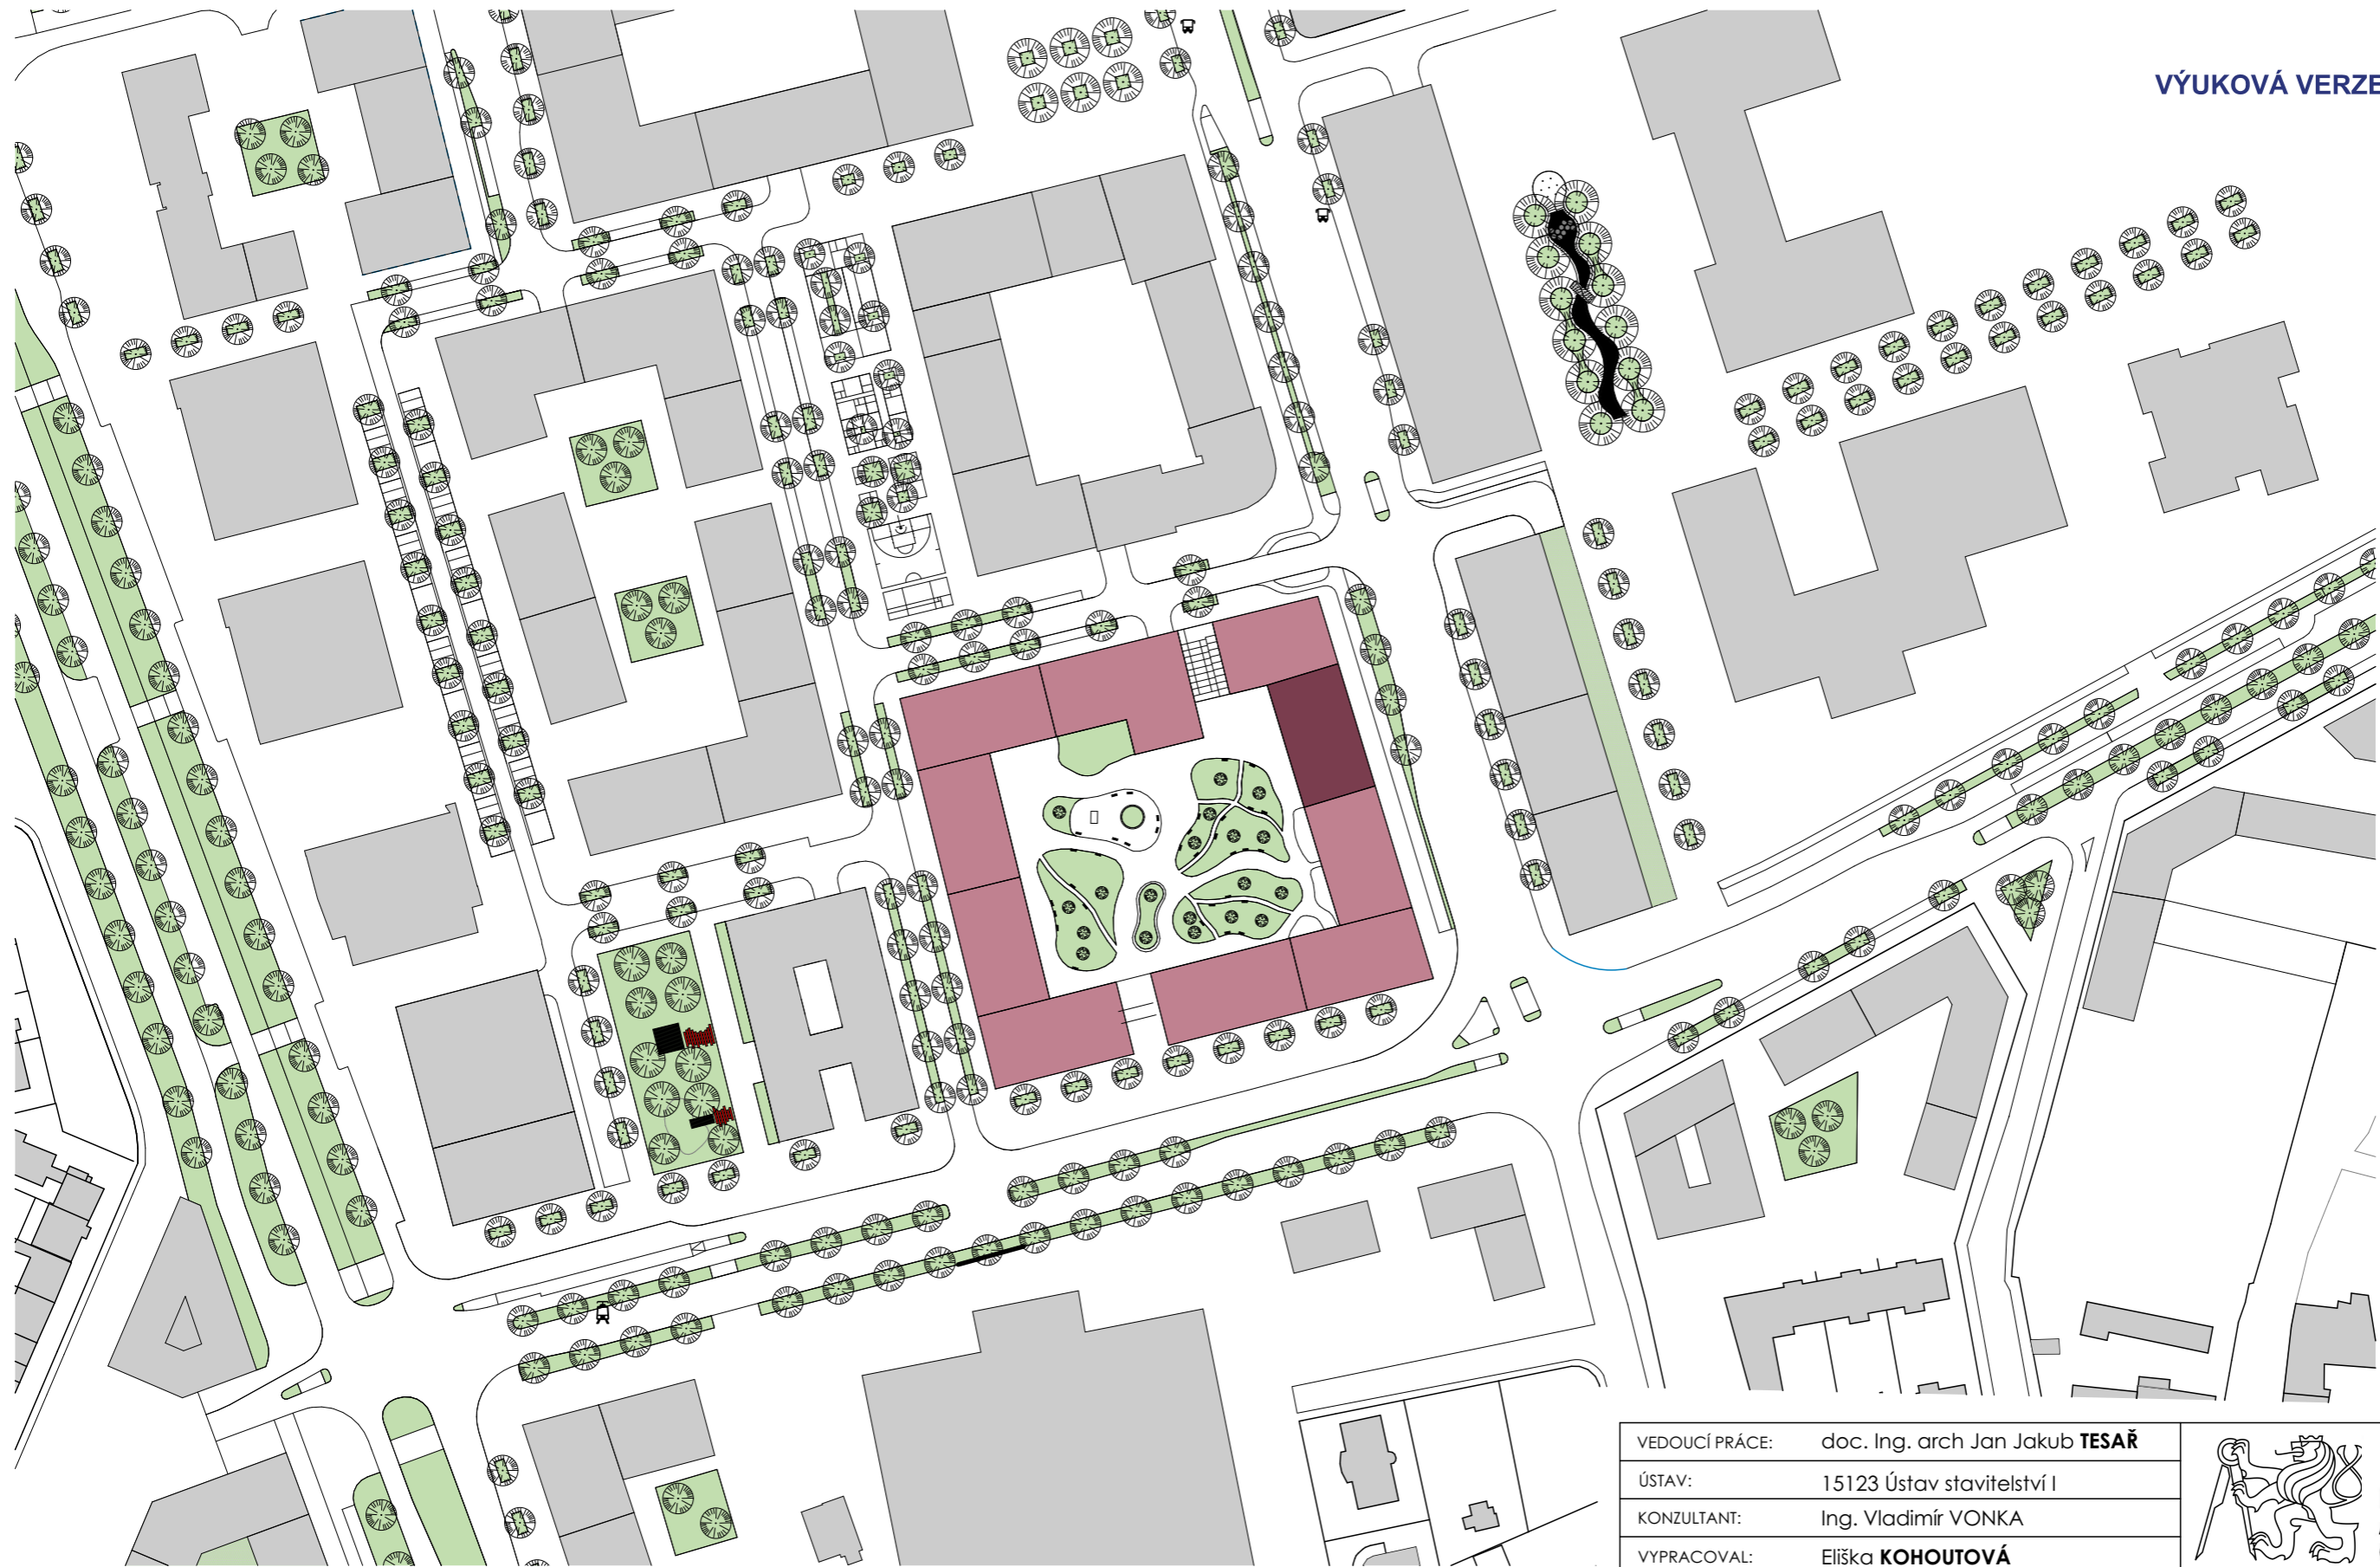 VÝUKOVÁ VERZE
VEDOUCÍ PRÁCE: doc. Ing. arch Jan Jakub TESAŘ
ÚSTAV: 15123 Ústav stavitelství I
KONZULTANT: Ing. Vladimír VONKA
VYPRACOVAL: Eliška KOHOUTOVÁ